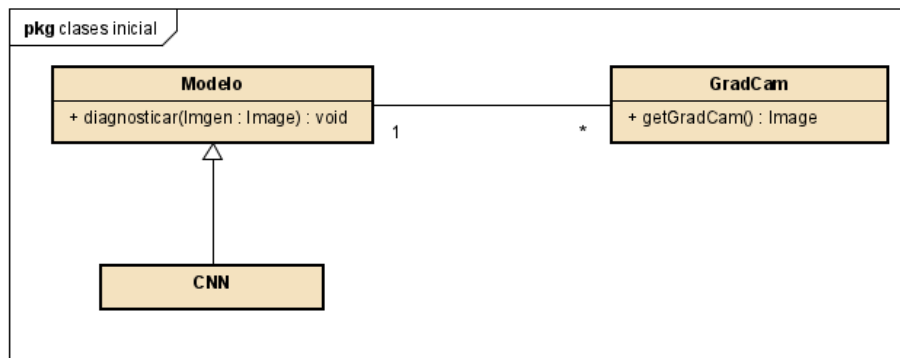 pkg clases inicial
Modelo
+ diagnosticar(Imgen : Image) : void
GradCam
+ getGradCam() : Image
1
*
CNN